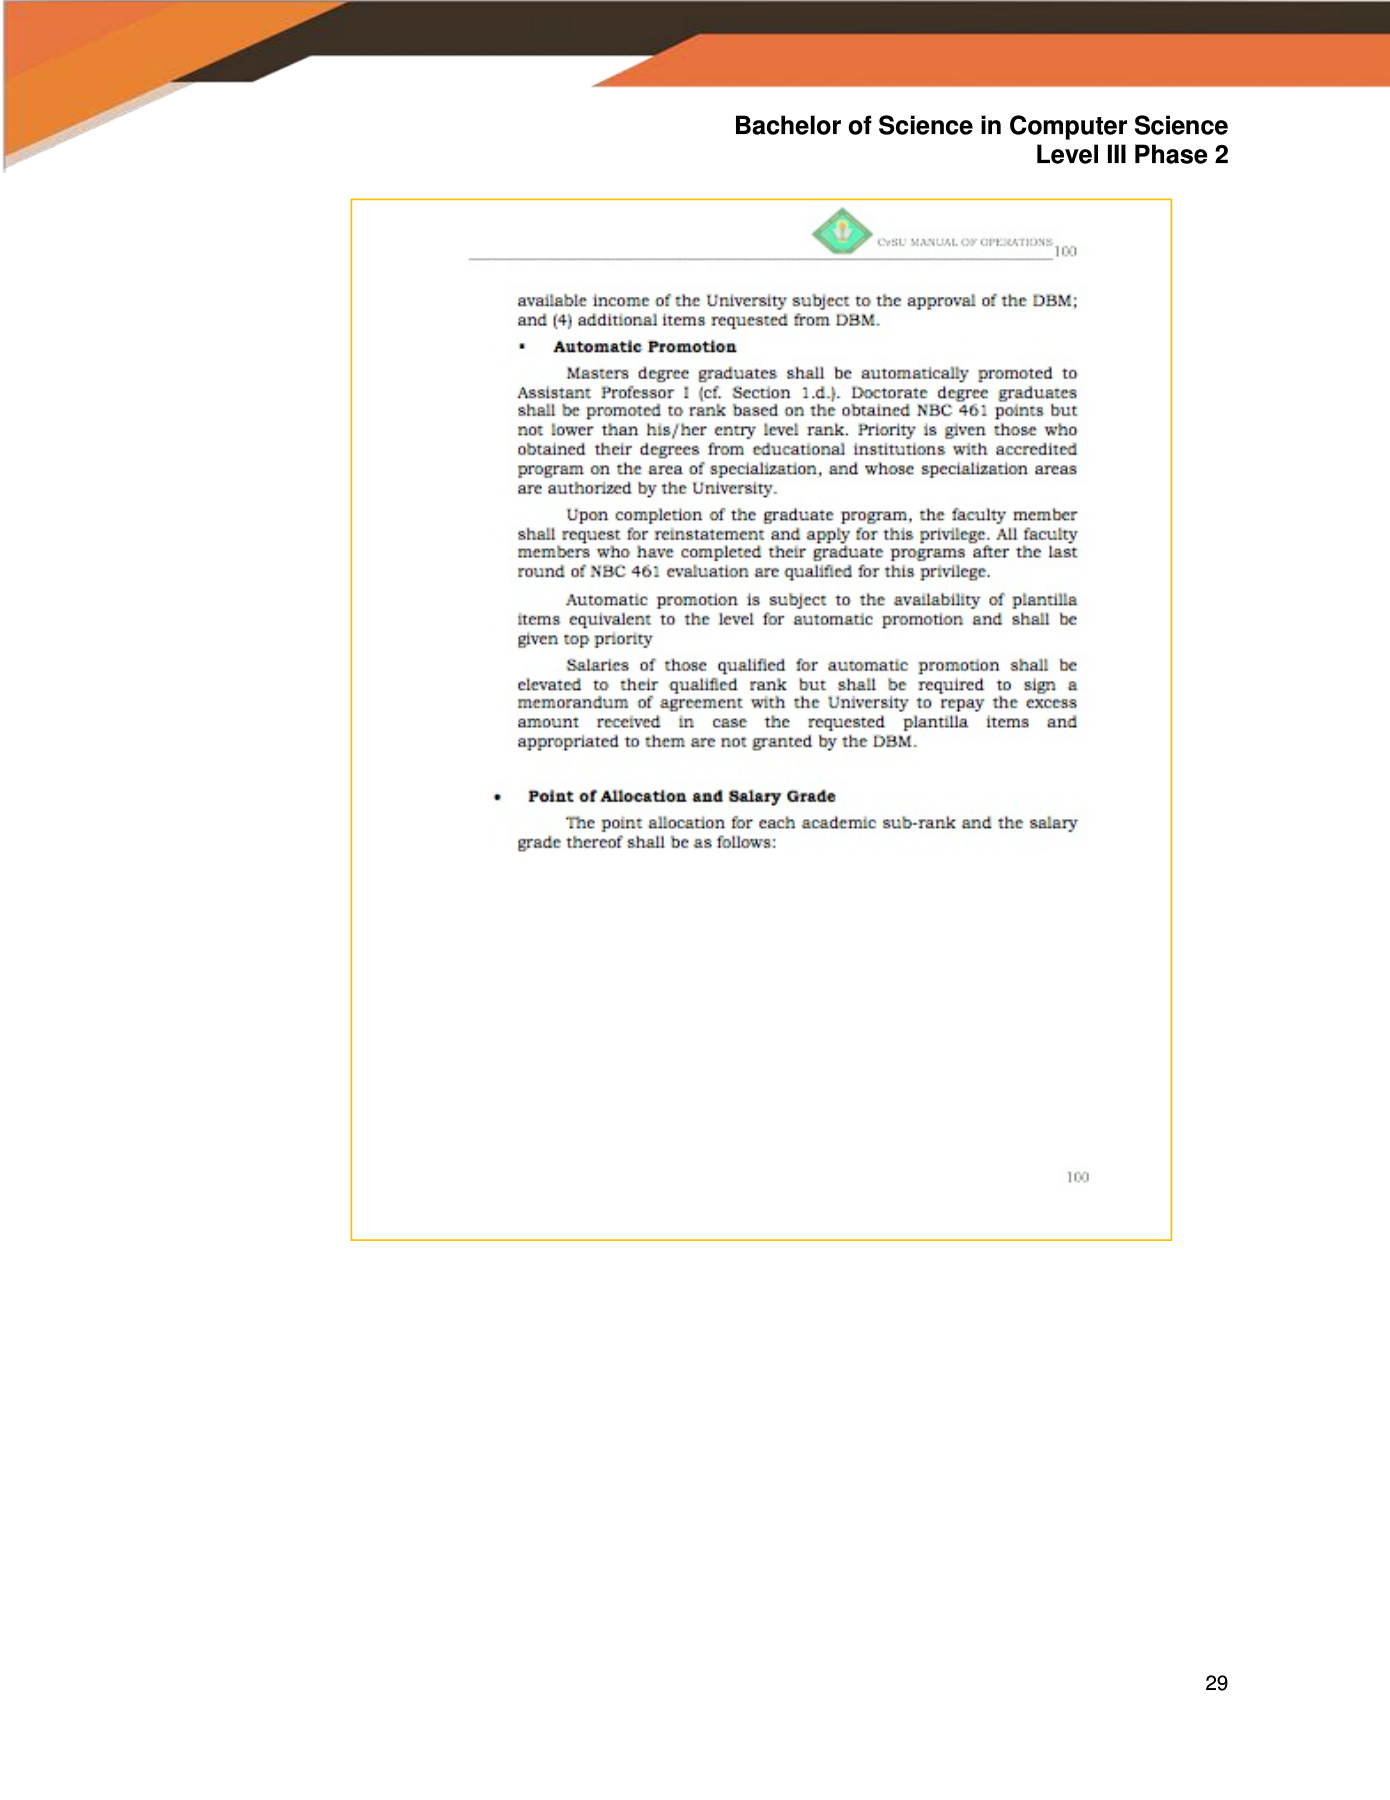 Bachelor of Science in Computer Science
Level III Phase 2
CvSU MANUAL OF OPERATIONS
100
available income of the University subject to the approval of the DBM;
and (4) additional items requested from DBM.
▪ Automatic Promotion
Masters degree graduates shall be automatically promoted to
Assistant Professor I (cf. Section 1.d.). Doctorate degree graduates
shall be promoted to rank based on the obtained NBC 461 points but
not lower than his/her entry level rank. Priority is given those who
obtained their degrees from educational institutions with accredited
program on the area of specialization, and whose specialization areas
are authorized by the University.
Upon completion of the graduate program, the faculty member
shall request for reinstatement and apply for this privilege. All faculty
members who have completed their graduate programs after the last
round of NBC 461 evaluation are qualified for this privilege.
Automatic promotion is subject to the availability of plantilla
items equivalent to the level for automatic promotion and shall be
given top priority
Salaries of those qualified for automatic promotion shall be
elevated to their qualified rank but shall be required to sign a
memorandum of agreement with the University to repay the excess
amount received in case the requested plantilla items and
appropriated to them are not granted by the DBM.
• Point of Allocation and Salary Grade
The point allocation for each academic sub-rank and the salary
grade thereof shall be as follows:
100
29